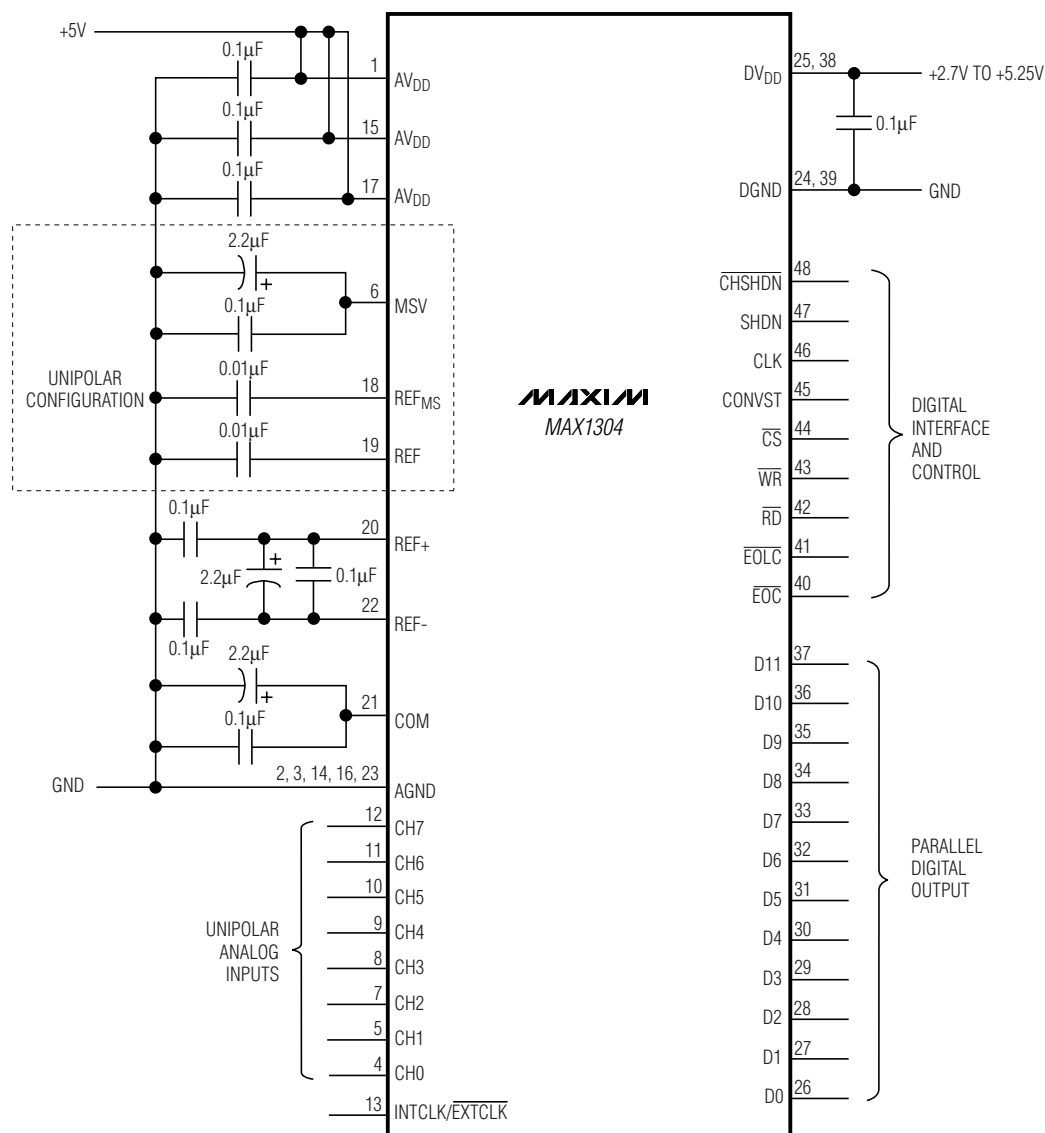 +5V
0.1µF
1
AVDD
0.1µF
15
AVDD
0.1µF
17
AVDD
25, 38
DVDD
+2.7V TO +5.25V
0.1µF
24, 39
DGND
GND
UNIPOLAR
CONFIGURATION
2.2µF
+
6
MSV
0.1µF
0.01µF
18
REFMS
0.01µF
19
REF
MAXIM
MAX1304
0.1µF
20
REF+
+
2.2µF
0.1µF
22
REF-
0.1µF
2.2µF
+
21
COM
0.1µF
GND
2, 3, 14, 16, 23
AGND
UNIPOLAR
ANALOG
INPUTS
12
CH7
11
CH6
10
CH5
9
CH4
8
CH3
7
CH2
5
CH1
4
CH0
13
INTCLK/EXTCLK
CHSHDN
48
SHDN
47
CLK
46
CONVST
45
CS
44
WR
43
RD
42
EOLC
41
EOC
40
DIGITAL
INTERFACE
AND
CONTROL
D11
37
D10
36
D9
35
D8
34
D7
33
D6
32
D5
31
D4
30
D3
29
D2
28
D1
27
D0
26
PARALLEL
DIGITAL
OUTPUT